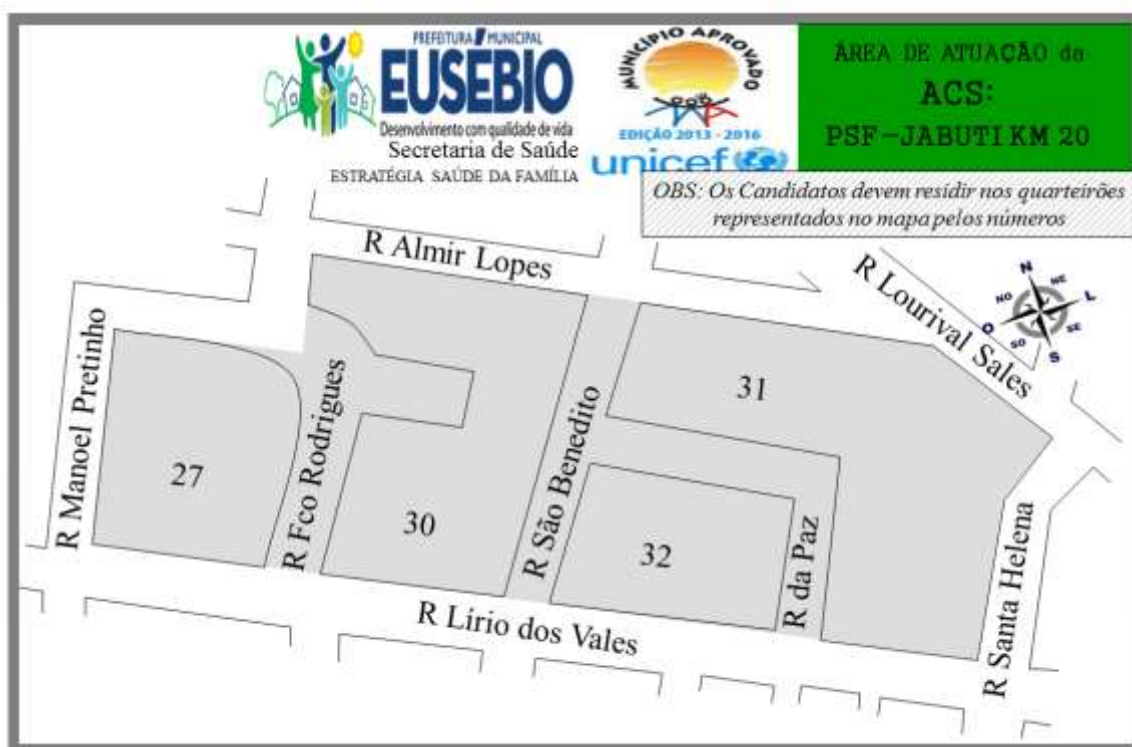 PREFEITURA MUNICIPAL
EUSÉBIO
Desenvolvimento com qualidade de vida
Secretaria de Saúde
ESTRATÉGIA SAÚDE DA FAMÍLIA
MUNICÍPIO APROVADO
EDIÇÃO 2013 - 2016
unicef
ÁREA DE ATUAÇÃO da
ACS:
PSF-JABUTI KM 20
OBS: Os Candidatos devem residir nos quarteirões
representados no mapa pelos números
R Almir Lopes
R Lourival Sales
N
NE
L
SE
S
SO
O
NO
R Manoel Pretinho
27
R Fco Rodrigues
30
R São Benedito
31
32
R da Paz
R Santa Helena
R Lírio dos Vales